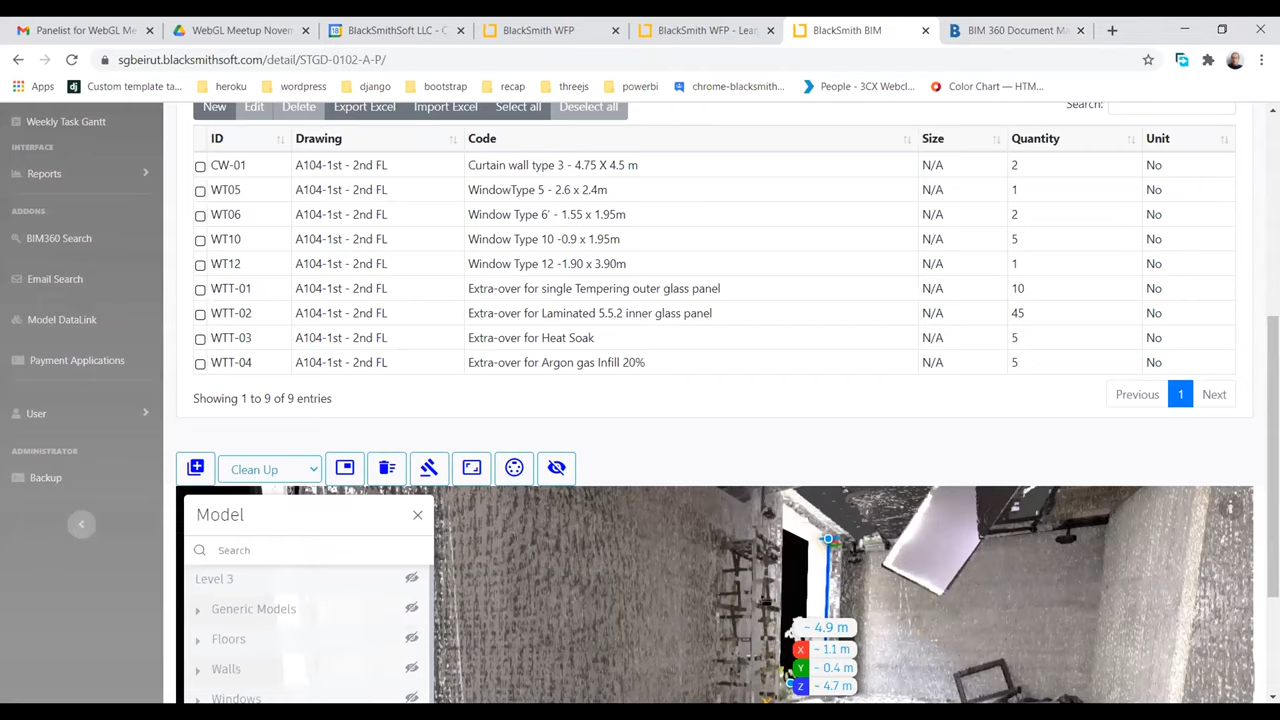 Panelist for WebGL Me
WebGL Meetup Novem
BlackSmithSoft LLC - C
BlackSmith WFP
BlackSmith WFP - Lear
BlackSmith BIM
BIM 360 Document Ma
sgbeirut.blacksmithsoft.com/detail/STGD-0102-A-P/
Apps
Custom template ta...
heroku
wordpress
django
bootstrap
recap
threejs
powerbi
chrome-blacksmith...
People - 3CX Webcl...
Color Chart — HTM...
New Edit Delete Export Excel Import Excel Select all Deselect all Search:
Weekly Task Gantt
INTERFACE
Reports
ADDONS
BIM360 Search
Email Search
Model DataLink
Payment Applications
User
ADMINISTRATOR
Backup
ID Drawing Code Size Quantity Unit
CW-01 A104-1st - 2nd FL Curtain wall type 3 - 4.75 X 4.5 m N/A 2 No
WT05 A104-1st - 2nd FL WindowType 5 - 2.6 x 2.4m N/A 1 No
WT06 A104-1st - 2nd FL Window Type 6' - 1.55 x 1.95m N/A 2 No
WT10 A104-1st - 2nd FL Window Type 10 -0.9 x 1.95m N/A 5 No
WT12 A104-1st - 2nd FL Window Type 12 -1.90 x 3.90m N/A 1 No
WTT-01 A104-1st - 2nd FL Extra-over for single Tempering outer glass panel N/A 10 No
WTT-02 A104-1st - 2nd FL Extra-over for Laminated 5.5.2 inner glass panel N/A 45 No
WTT-03 A104-1st - 2nd FL Extra-over for Heat Soak N/A 5 No
WTT-04 A104-1st - 2nd FL Extra-over for Argon gas Infill 20% N/A 5 No
Showing 1 to 9 of 9 entries
Previous 1 Next
Clean Up
Model
Search
Level 3
Generic Models
Floors
Walls
Windows
~ 4.9 m
X ~ 1.1 m
Y ~ 0.4 m
Z ~ 4.7 m